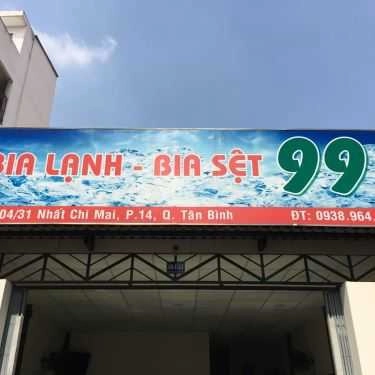 BIA LẠNH - BIA SỆT 99
04/31 Nhất Chi Mai, P.14, Q. Tân Bình ĐT: 0938.964.